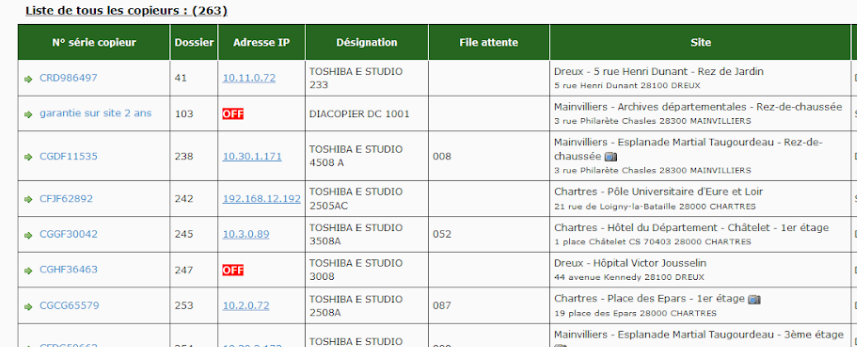 Liste de tous les copieurs : (263)
N° série copieur Dossier Adresse IP Désignation File attente Site
CRD986497 41 10.11.0.72 TOSHIBA E STUDIO 233 Dreux - 5 rue Henri Dunant - Rez de Jardin
5 rue Henri Dunant 28100 DREUX
garantie sur site 2 ans 103 OFF DIACOPIER DC 1001 Mainvilliers - Archives départementales - Rez-de-chaussée
3 rue Philarète Chasles 28300 MAINVILLIERS
CGDF11535 238 10.30.1.171 TOSHIBA E STUDIO 4508 A 008 Mainvilliers - Esplanade Martial Taugourdeau - Rez-de-
chaussée
3 rue Philarète Chasles 28300 MAINVILLIERS
CFJF62892 242 192.168.12.192 TOSHIBA E STUDIO 2505AC Chartres - Pôle Universitaire d'Eure et Loir
21 rue de Loigny-la-Bataille 28000 CHARTRES
CGGF30042 245 10.3.0.89 TOSHIBA E STUDIO 3508A 052 Chartres - Hôtel du Département - Châtelet - 1er étage
1 place Châtelet CS 70403 28000 CHARTRES
CGHF36463 247 OFF TOSHIBA E STUDIO 3008 Dreux - Hôpital Victor Jousselin
44 avenue Kennedy 28100 DREUX
CGCG65579 253 10.2.0.72 TOSHIBA E STUDIO 2508A 087 Chartres - Place des Epars - 1er étage
19 place des Epars 28000 CHARTRES
TOSHIBA E STUDIO Mainvilliers - Esplanade Martial Taugourdeau - 3ème étage